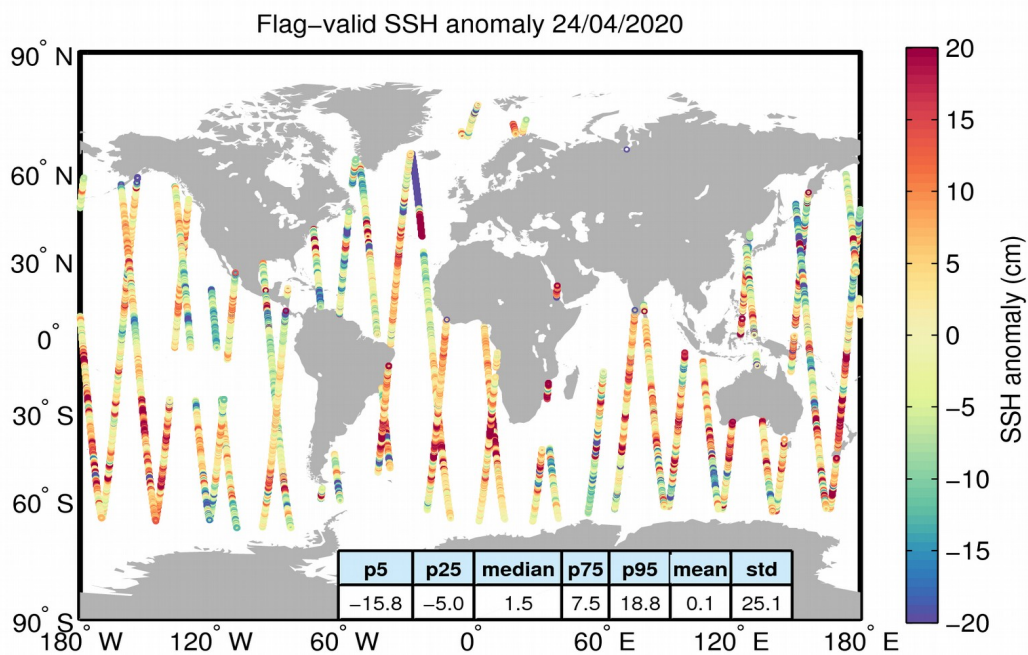 Flag−valid SSH anomaly 24/04/2020
90° N
60° N
30° N
0°
30° S
60° S
90° S
180° W 120° W 60° W 0° 60° E 120° E 180° E
p5 p25 median p75 p95 mean std
−15.8 −5.0 1.5 7.5 18.8 0.1 25.1
20
15
10
5
0
−5
−10
−15
−20
SSH anomaly (cm)